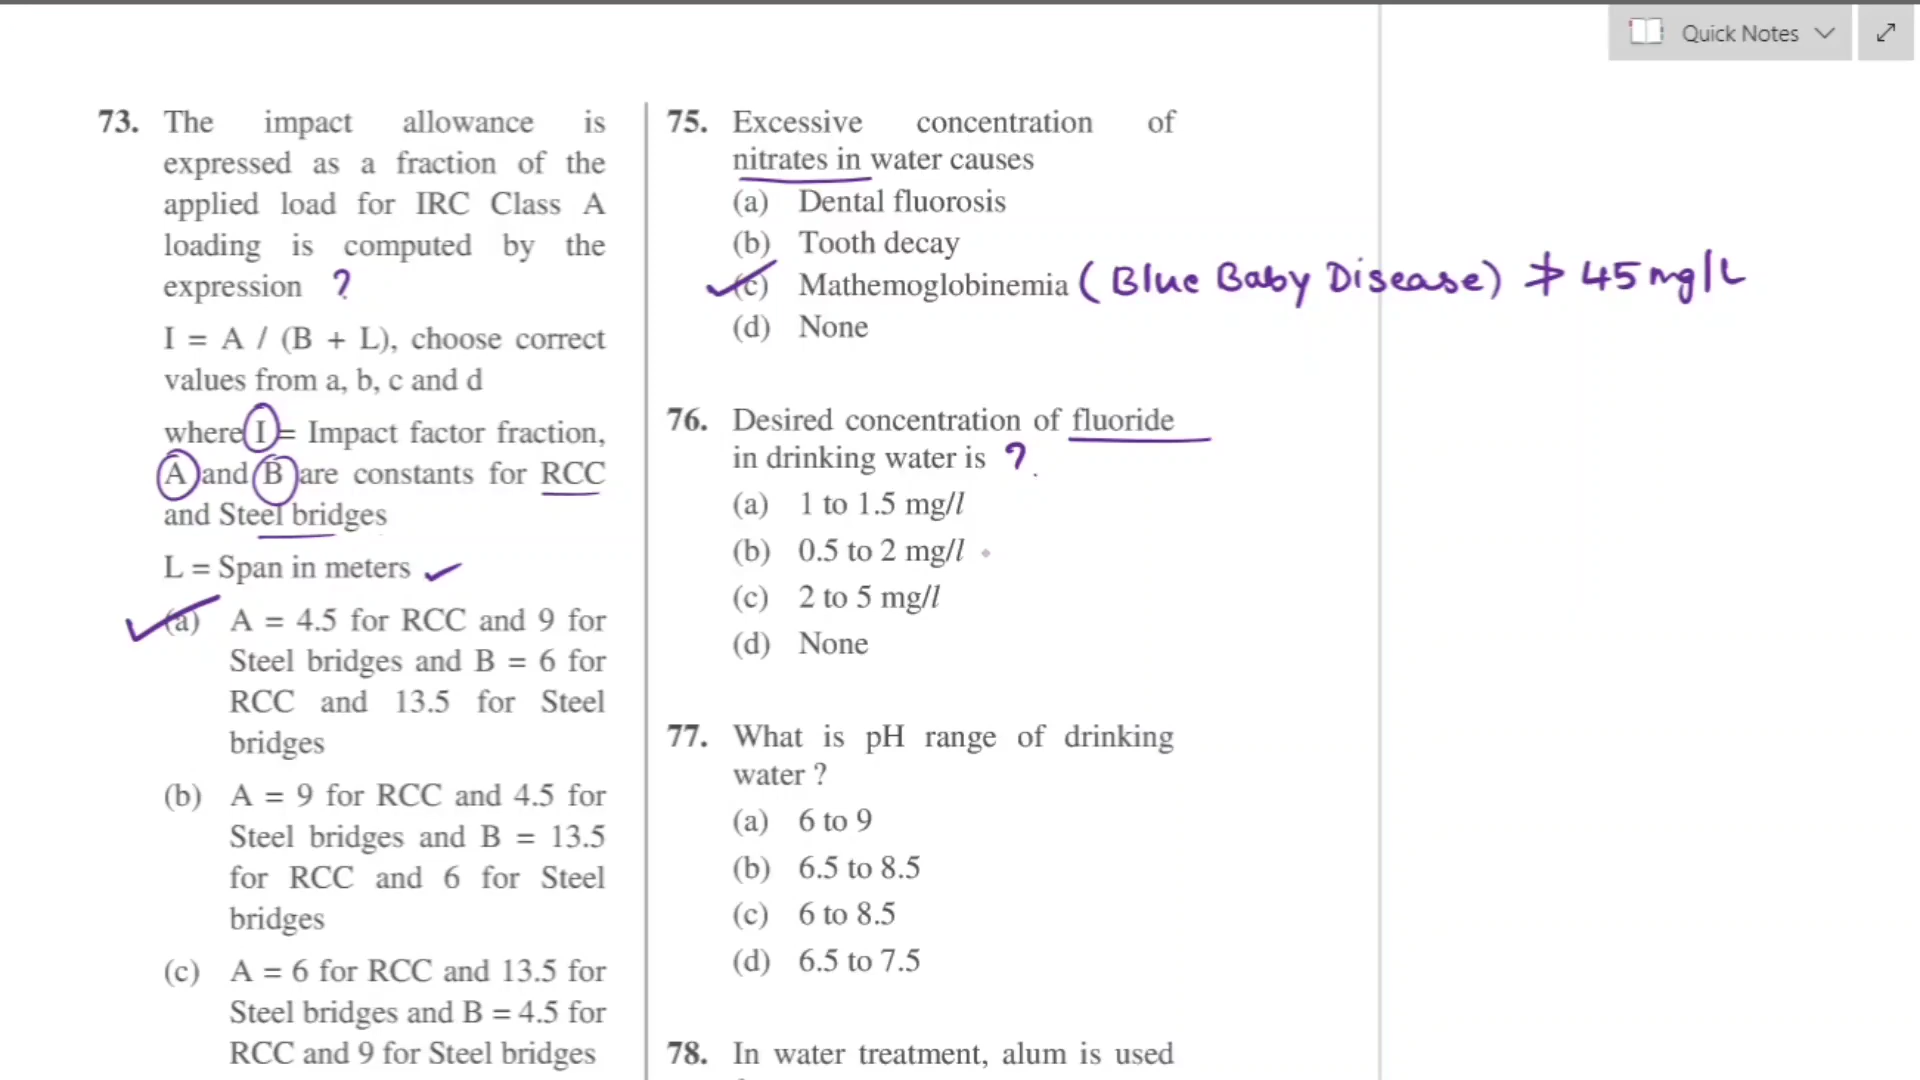 Quick Notes
73. The impact allowance is
expressed as a fraction of the
applied load for IRC Class A
loading is computed by the
expression ?
I = A / (B + L), choose correct
values from a, b, c and d
where I = Impact factor fraction,
A and B are constants for RCC
and Steel bridges
L = Span in meters
(a) A = 4.5 for RCC and 9 for
Steel bridges and B = 6 for
RCC and 13.5 for Steel
bridges
(b) A = 9 for RCC and 4.5 for
Steel bridges and B = 13.5
for RCC and 6 for Steel
bridges
(c) A = 6 for RCC and 13.5 for
Steel bridges and B = 4.5 for
RCC and 9 for Steel bridges
75. Excessive concentration of
nitrates in water causes
(a) Dental fluorosis
(b) Tooth decay
(c) Mathemoglobinemia (Blue Baby Disease) ≯ 45 mg/L
(d) None
76. Desired concentration of fluoride
in drinking water is ?
(a) 1 to 1.5 mg/l
(b) 0.5 to 2 mg/l
(c) 2 to 5 mg/l
(d) None
77. What is pH range of drinking
water ?
(a) 6 to 9
(b) 6.5 to 8.5
(c) 6 to 8.5
(d) 6.5 to 7.5
78. In water treatment, alum is used